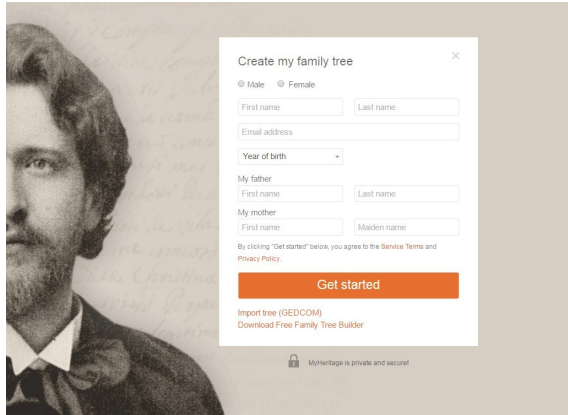 Create my family tree
Male Female
First name Last name
Email address
Year of birth
My father
First name Last name
My mother
First name Maiden name
By clicking "Get started" below, you agree to the Service Terms and
Privacy Policy.
Get started
Import tree (GEDCOM)
Download Free Family Tree Builder
MyHeritage is private and secure!